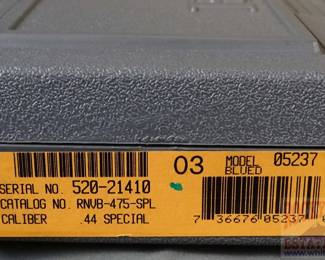 03 MODEL 05237
BLUED
SERIAL NO. 520-21410
CATALOG NO. RNVB-475-SPL
CALIBER .44 SPECIAL
7 36676 05237